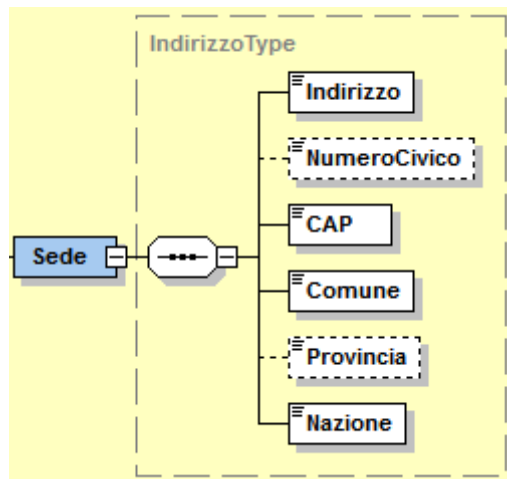 IndirizzoType
Indirizzo
NumeroCivico
CAP
Sede
Comune
Provincia
Nazione